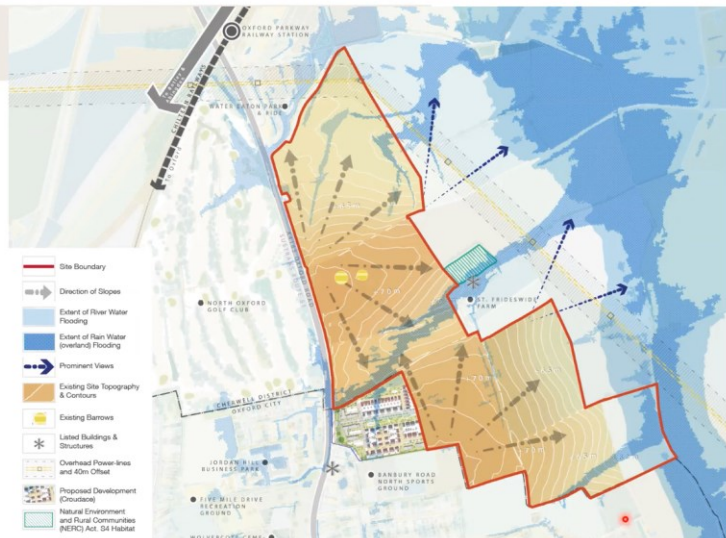 OXFORD PARKWAY
RAILWAY STATION
WATER EATON PARK
& RIDE
NORTH OXFORD
GOLF CLUB
ST. FRIDESWIDE
FARM
CHERWELL DISTRICT
OXFORD CITY
JORDAN HILL
BUSINESS PARK
BANBURY ROAD
NORTH SPORTS
GROUND
FIVE MILE DRIVE
RECREATION
GROUND
Site Boundary
Direction of Slopes
Extent of River Water
Flooding
Extent of Rain Water
(overland) Flooding
Prominent Views
Existing Site Topography
& Contours
Existing Barrows
Listed Buildings &
Structures
Overhead Power-lines
and 40m Offset
Proposed Development
(Croudace)
Natural Environment
and Rural Communities
(NERC) Act. S4 Habitat